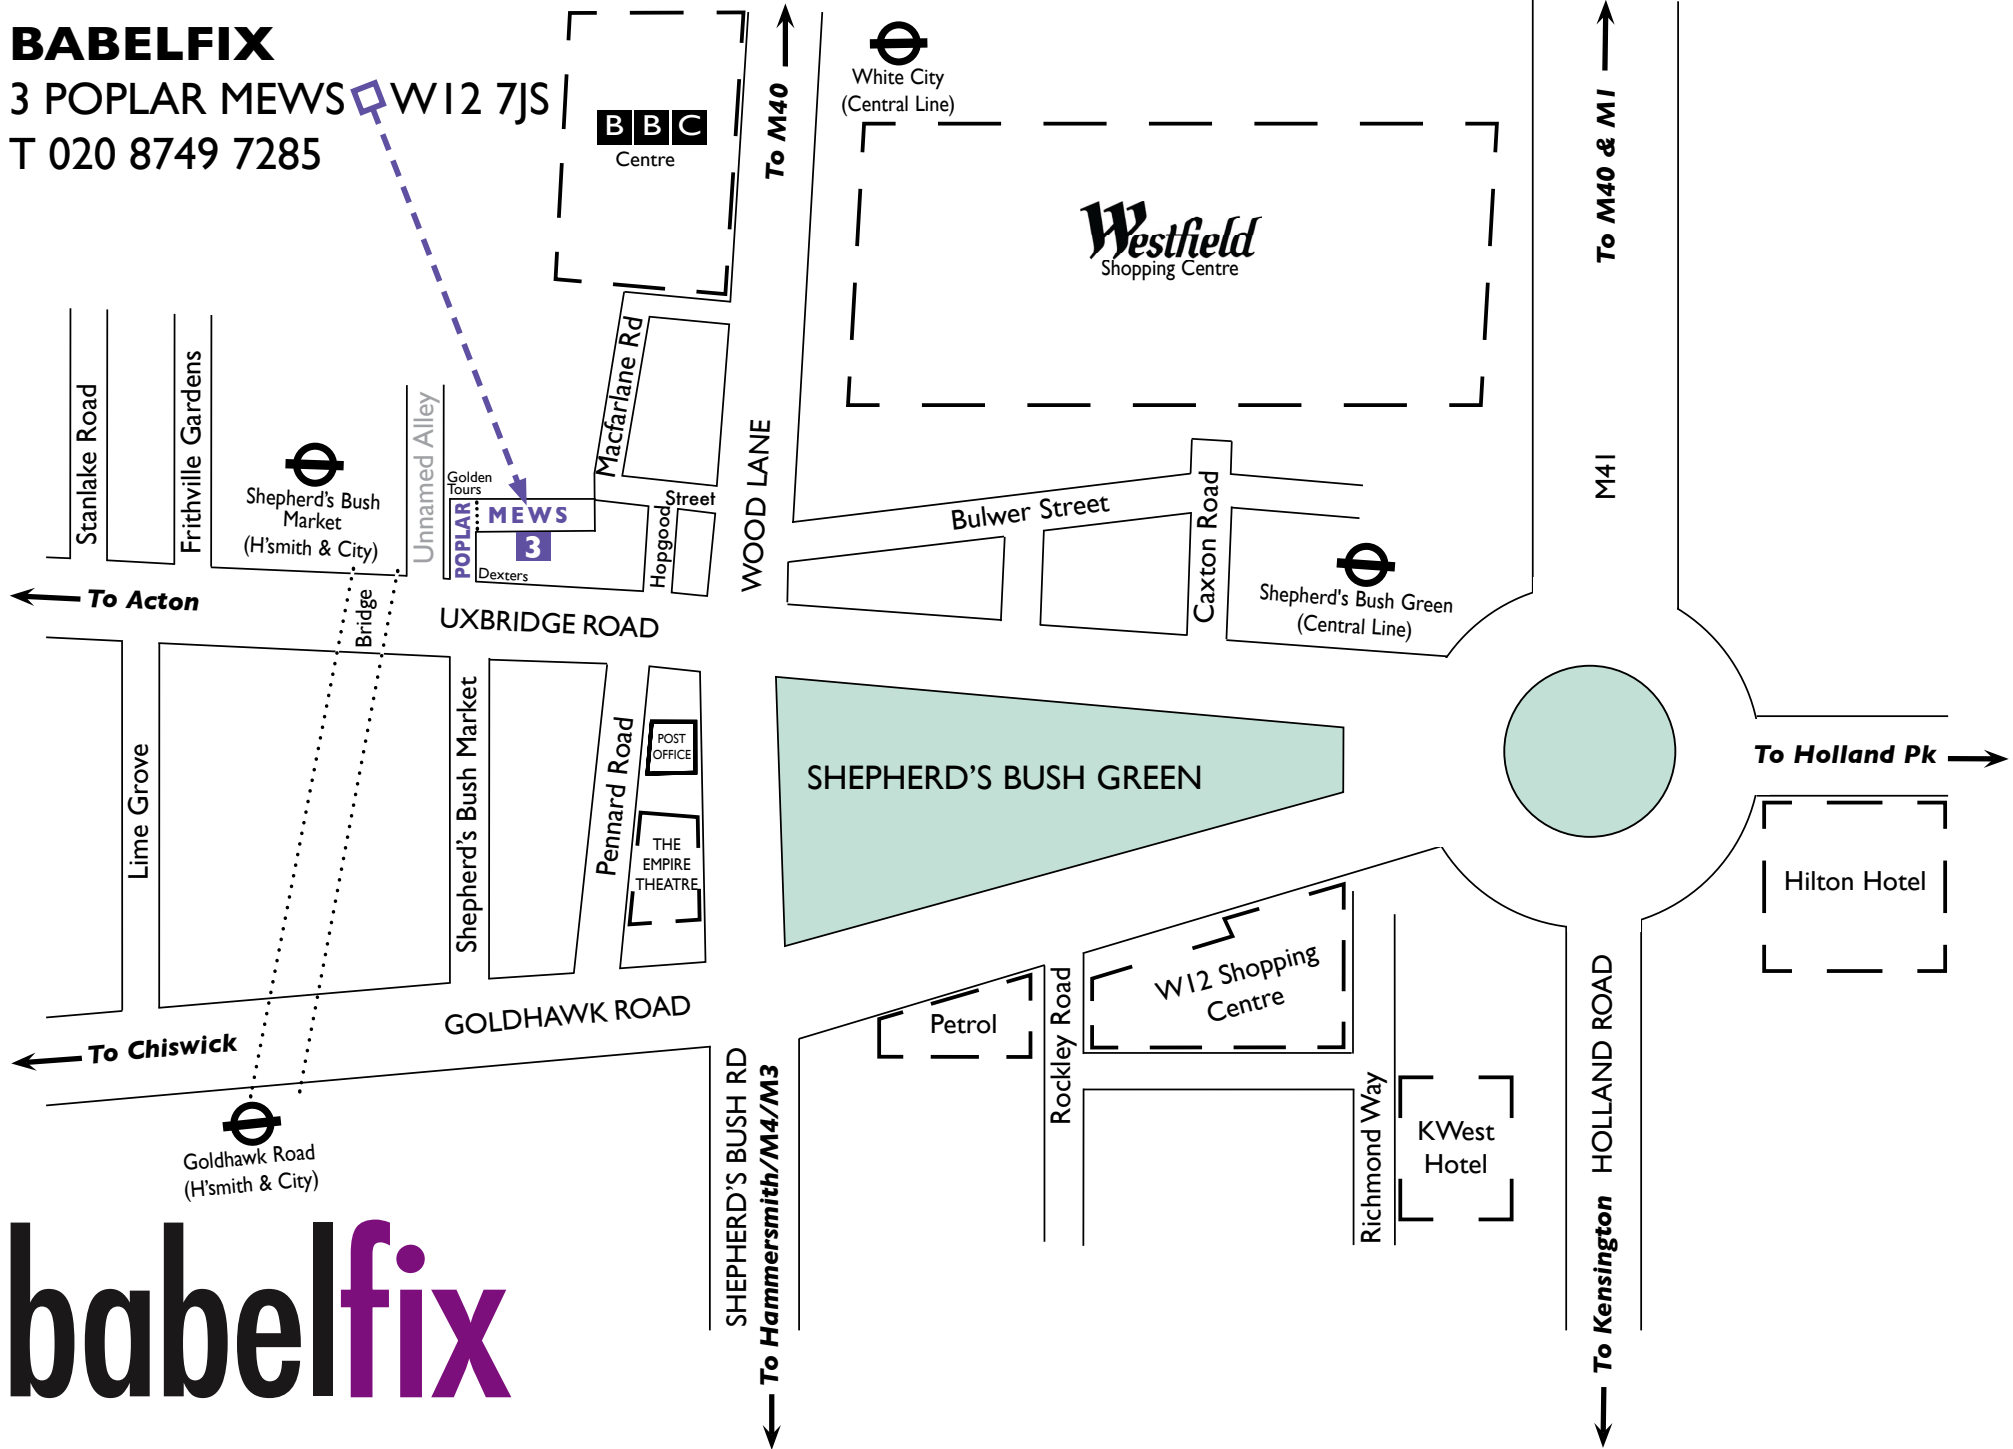 BABELFIX
3 POPLAR MEWS W12 7JS
T 020 8749 7285
BBC
Centre
To M40
White City
(Central Line)
Westfield
Shopping Centre
To M40 & M1
M41
Stanlake Road
Frithville Gardens
Shepherd's Bush
Market
(H'smith & City)
Unnamed Alley
Golden
Tours
POPLAR
MEWS
3
Dexters
Macfarlane Rd
Hopgood
Street
WOOD LANE
Bulwer Street
Caxton Road
Shepherd's Bush Green
(Central Line)
To Acton
Bridge
UXBRIDGE ROAD
Lime Grove
Shepherd's Bush Market
Pennard Road
POST
OFFICE
THE
EMPIRE
THEATRE
SHEPHERD'S BUSH GREEN
To Holland Pk
Hilton Hotel
GOLDHAWK ROAD
To Chiswick
Goldhawk Road
(H'smith & City)
SHEPHERD'S BUSH RD
To Hammersmith/M4/M3
Petrol
Rockley Road
W12 Shopping
Centre
Richmond Way
KWest
Hotel
HOLLAND ROAD
To Kensington
babelfix